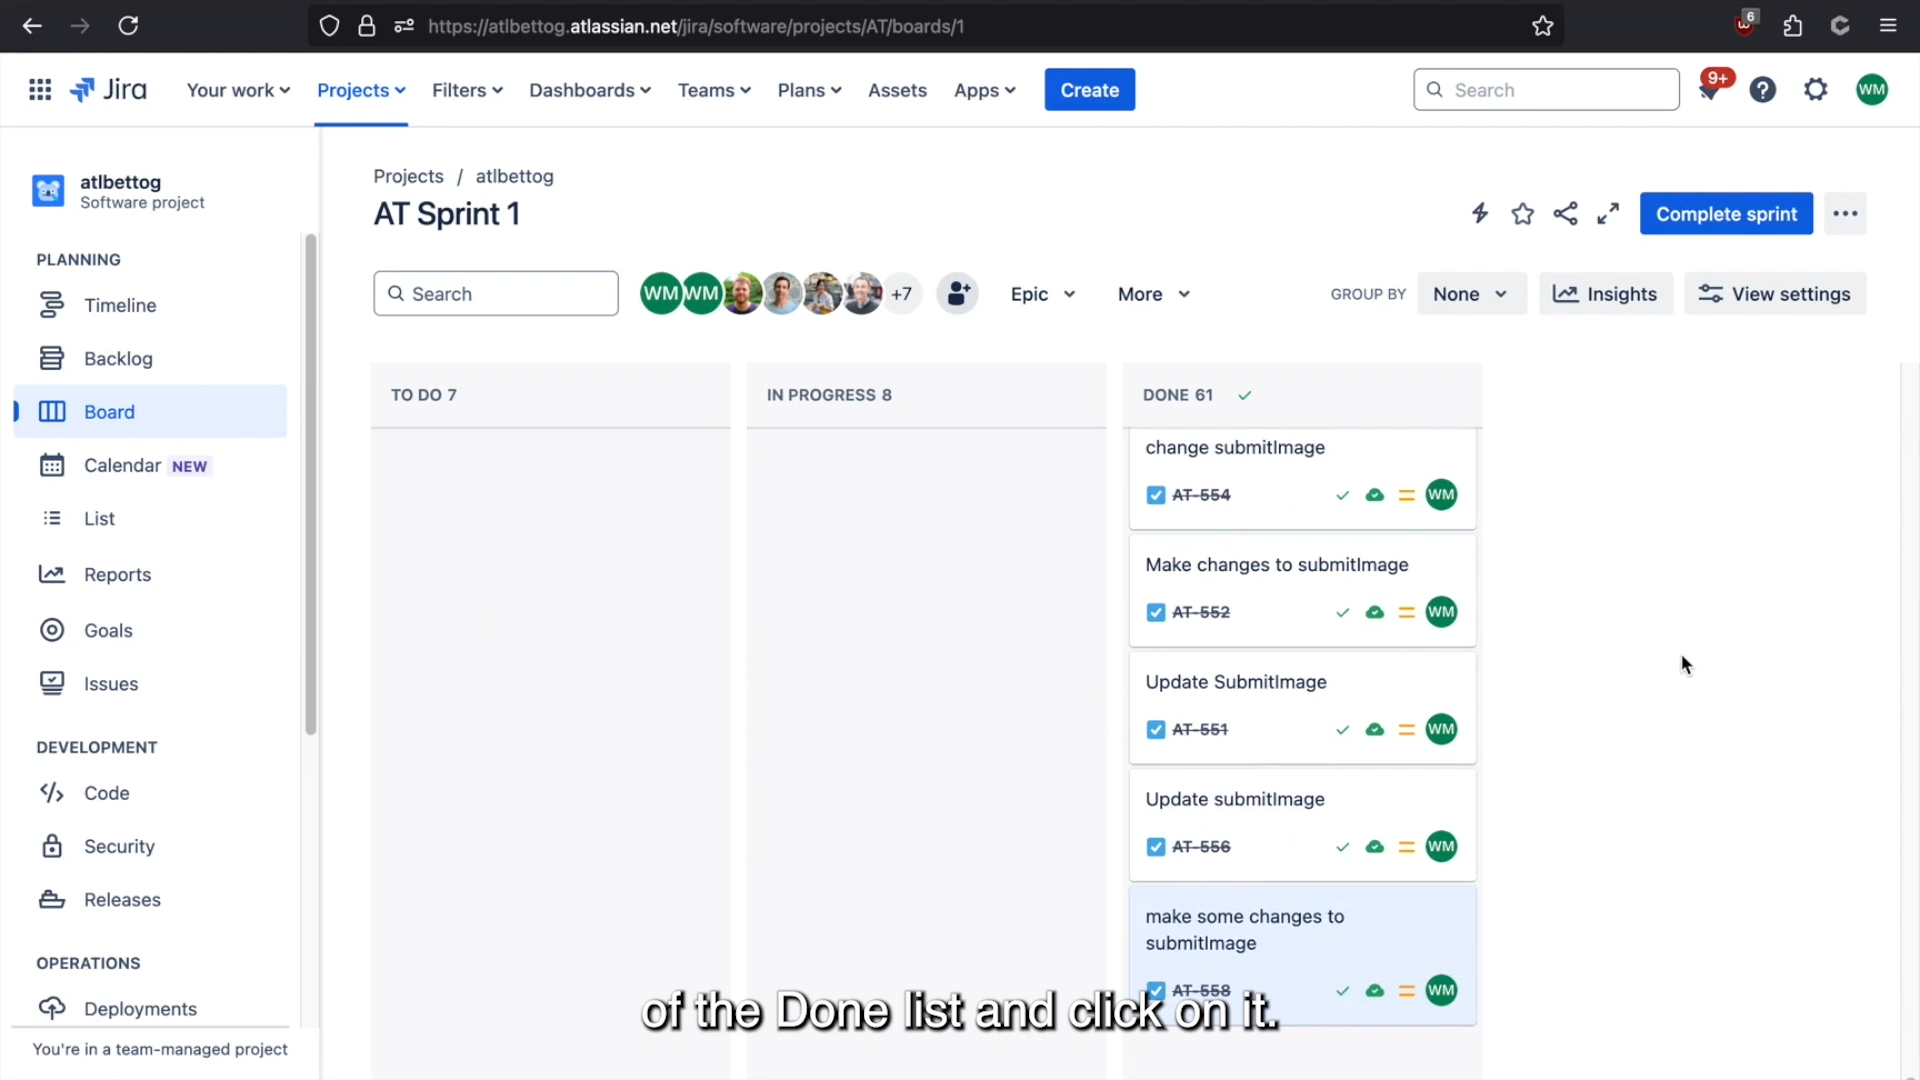 https://atlbettog.atlassian.net/jira/software/projects/AT/boards/1
6
Jira
Your work
Projects
Filters
Dashboards
Teams
Plans
Assets
Apps
Create
Search
9+
WM
atlbettog
Software project
PLANNING
Timeline
Backlog
Board
Calendar NEW
List
Reports
Goals
Issues
DEVELOPMENT
Code
Security
Releases
OPERATIONS
Deployments
You're in a team-managed project
Projects / atlbettog
AT Sprint 1
Complete sprint
Search
WM WM +7
Epic
More
GROUP BY
None
Insights
View settings
TO DO 7
IN PROGRESS 8
DONE 61
change submitImage
AT-554 WM
Make changes to submitImage
AT-552 WM
Update SubmitImage
AT-551 WM
Update submitImage
AT-556 WM
make some changes to
submitImage
AT-558 WM
of the Done list and click on it.